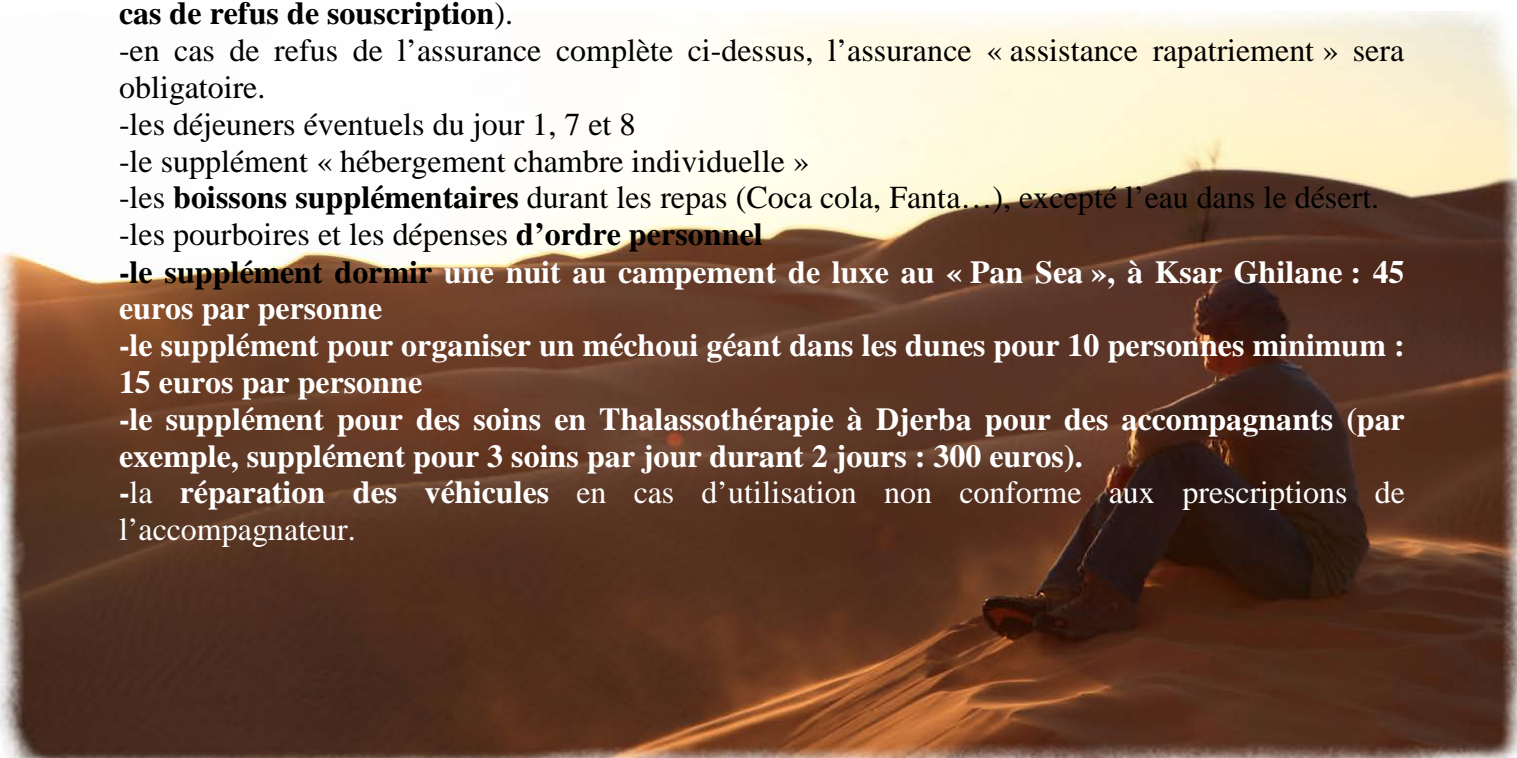 cas de refus de souscription).
-en cas de refus de l’assurance complète ci-dessus, l’assurance « assistance rapatriement » sera
obligatoire.
-les déjeuners éventuels du jour 1, 7 et 8
-le supplément « hébergement chambre individuelle »
-les boissons supplémentaires durant les repas (Coca cola, Fanta…), excepté l’eau dans le désert.
-les pourboires et les dépenses d’ordre personnel
-le supplément dormir une nuit au campement de luxe au « Pan Sea », à Ksar Ghilane : 45
euros par personne
-le supplément pour organiser un méchoui géant dans les dunes pour 10 personnes minimum :
15 euros par personne
-le supplément pour des soins en Thalassothérapie à Djerba pour des accompagnants (par
exemple, supplément pour 3 soins par jour durant 2 jours : 300 euros).
-la réparation des véhicules en cas d’utilisation non conforme aux prescriptions de
l’accompagnateur.